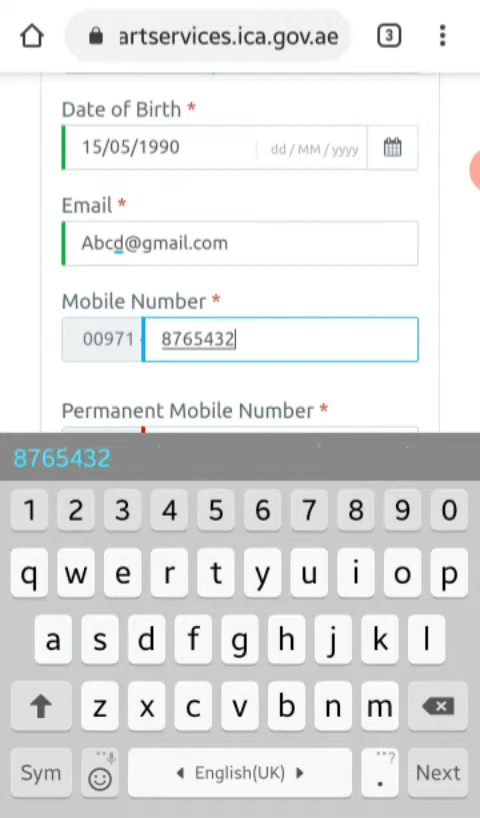 artservices.ica.gov.ae 3
Date of Birth *
15/05/1990 dd/MM/yyyy
Email *
Abcd@gmail.com
Mobile Number *
00971 8765432
Permanent Mobile Number *
8765432
1 2 3 4 5 6 7 8 9 0
q w e r t y u i o p
a s d f g h j k l
z x c v b n m
Sym English(UK) . Next